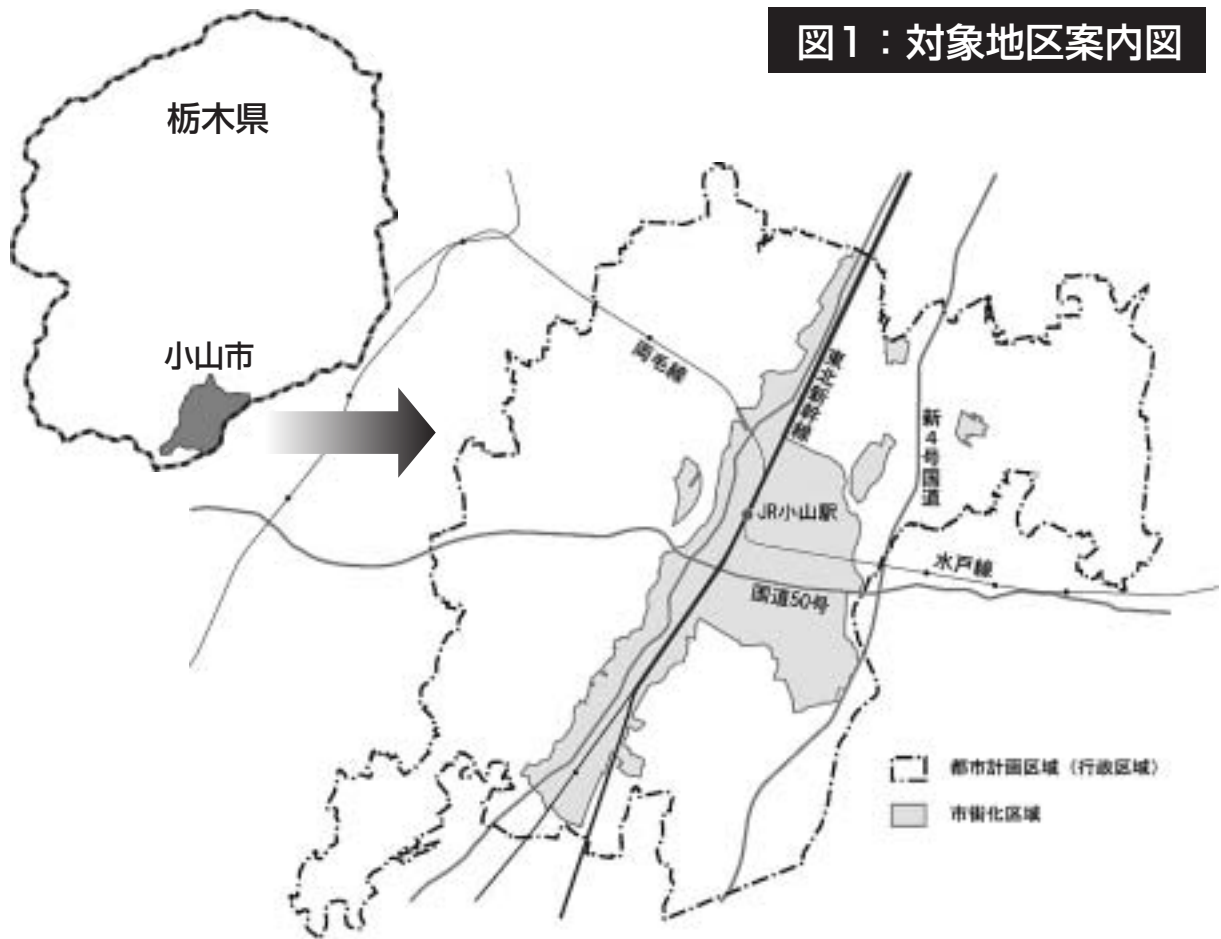 図1：対象地区案内図
栃木県
小山市
両毛線
東北新幹線
新4号国道
JR小山駅
水戸線
国道50号
都市計画区域（行政区域）
市街化区域